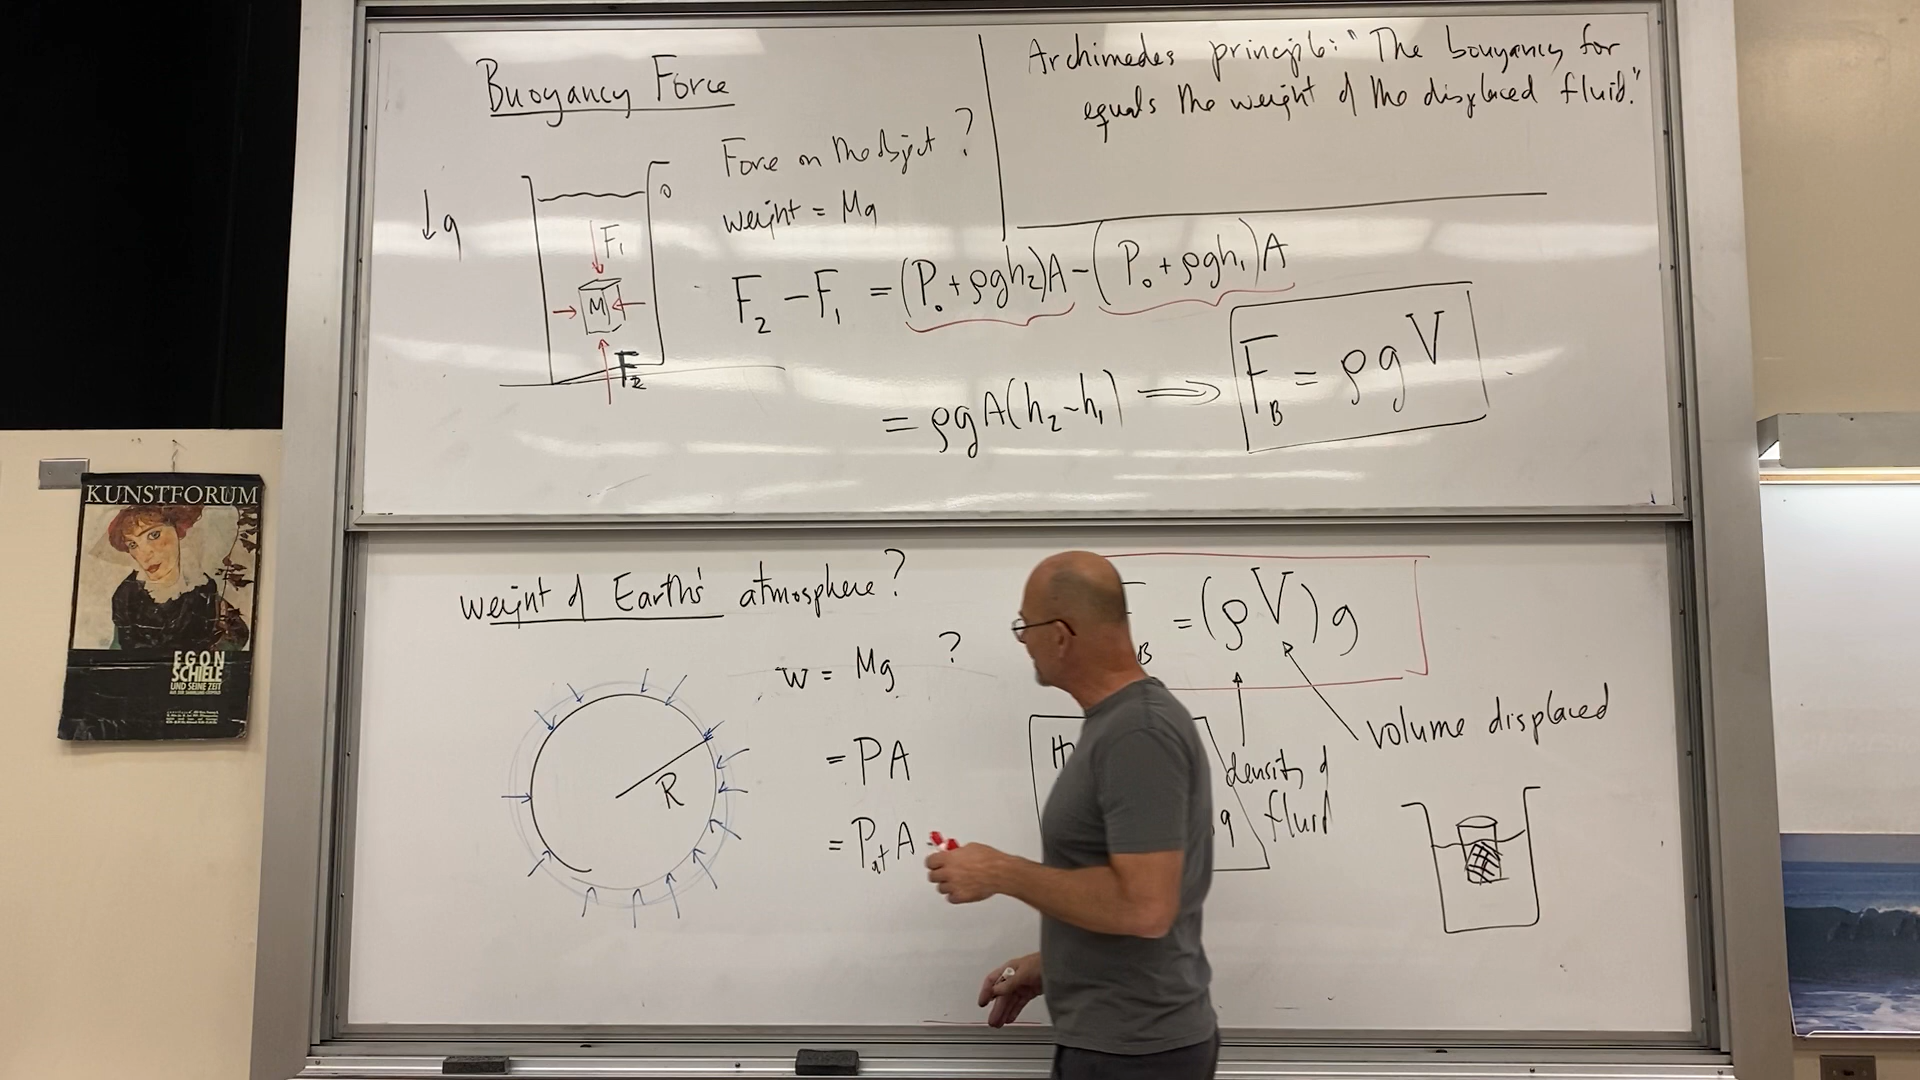 Buoyancy Force
Archimedes principle: "The bouyancy for
equals the weight of the displaced fluid."
Force on the object ?
weight = Mg
↓g
0
F₁
M
F₂
F₂ - F₁ = (P₀ + ρgh₂)A - (P₀ + ρgh₁)A
= ρgA(h₂-h₁) ⟹ F_B = ρgV
KUNSTFORUM
EGON
SCHIELE
UND SEINE ZEIT
weight of Earth's atmosphere?
w = Mg ?
= PA
= P_at A
R
B = (ρV)g
volume displaced
density of
fluid
g